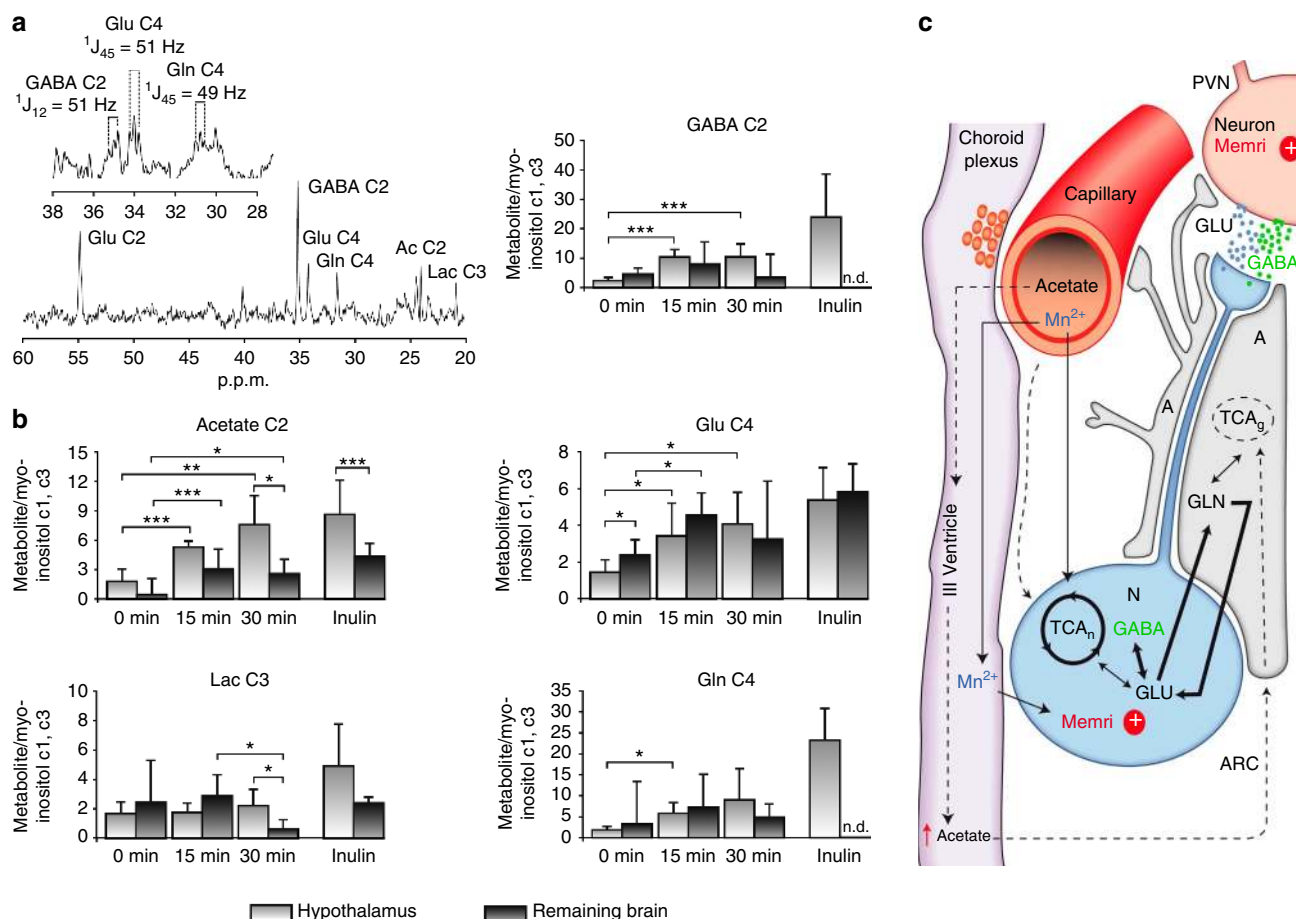 a
Glu C4
¹J₄₅ = 51 Hz
GABA C2
¹J₁₂ = 51 Hz
Gln C4
¹J₄₅ = 49 Hz
38 36 34 32 30 28
Glu C2
GABA C2
Glu C4
Gln C4
Ac C2
Lac C3
60 55 50 45 40 35 30 25 20
p.p.m.
GABA C2
Metabolite/myo-
inositol c1, c3
50
40
30
20
10
0
***
***
n.d.
0 min 15 min 30 min Inulin
b
Acetate C2
Metabolite/myo-
inositol c1, c3
15
12
9
6
3
0
*
**
***
***
*
***
0 min 15 min 30 min Inulin
Glu C4
Metabolite/myo-
inositol c1, c3
8
6
4
2
0
*
*
*
*
0 min 15 min 30 min Inulin
Lac C3
Metabolite/myo-
inositol c1, c3
10
8
6
4
2
0
*
*
0 min 15 min 30 min Inulin
Gln C4
Metabolite/myo-
inositol c1, c3
35
30
25
20
15
10
5
0
*
n.d.
0 min 15 min 30 min Inulin
Hypothalamus
Remaining brain
c
PVN
Neuron
Memri +
Choroid
plexus
Capillary
GLU
GABA
Acetate
Mn²⁺
A
A
TCAg
GLN
III Ventricle
N
TCAn
GABA
GLU
Mn²⁺
Memri +
ARC
↑ Acetate